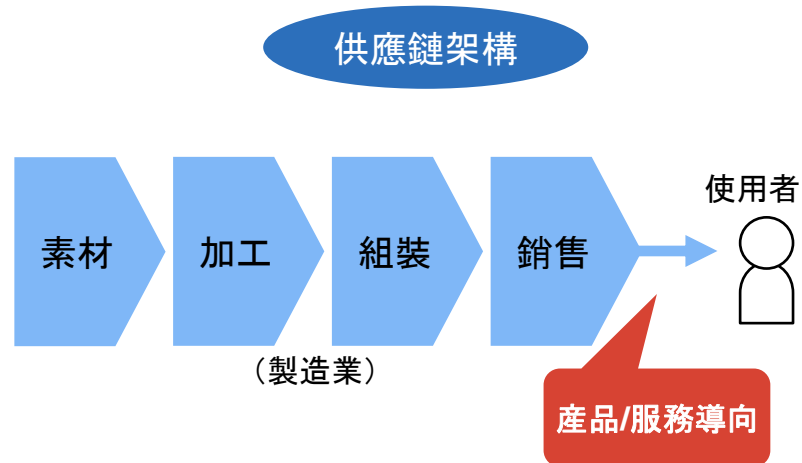 供應鏈架構
使用者
素材
加工
組裝
銷售
（製造業）
産品/服務導向